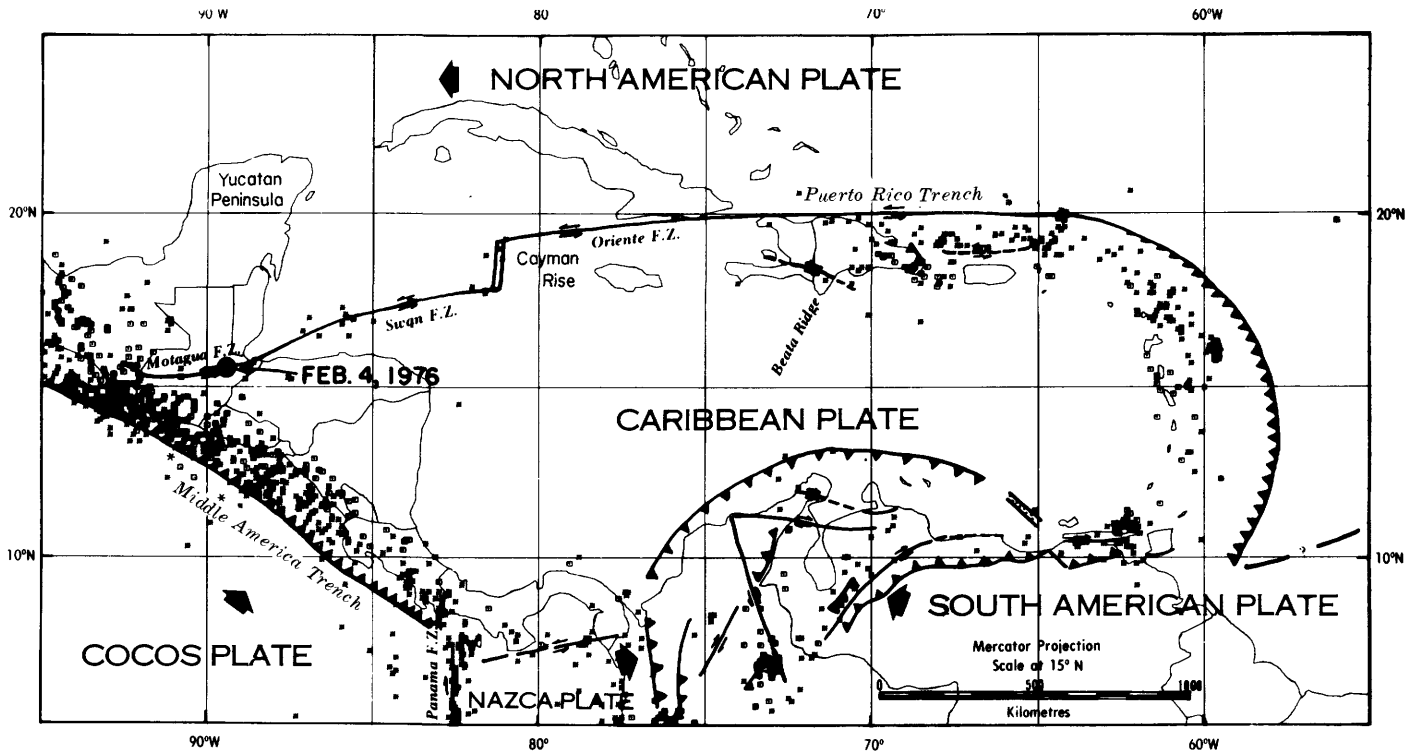 90 W 80 70° 60°W
NORTH AMERICAN PLATE
Yucatan
Peninsula
Puerto Rico Trench
20°N 20°N
Oriente F.Z.
Cayman
Rise
Swan F.Z.
Beata Ridge
Motagua F.Z.
FEB. 4, 1976
CARIBBEAN PLATE
Middle America Trench
10°N 10°N
SOUTH AMERICAN PLATE
COCOS PLATE
Panama F.Z.
NAZCA PLATE
Mercator Projection
Scale at 15° N
0 500 1000
Kilometres
90°W 80° 70° 60°W